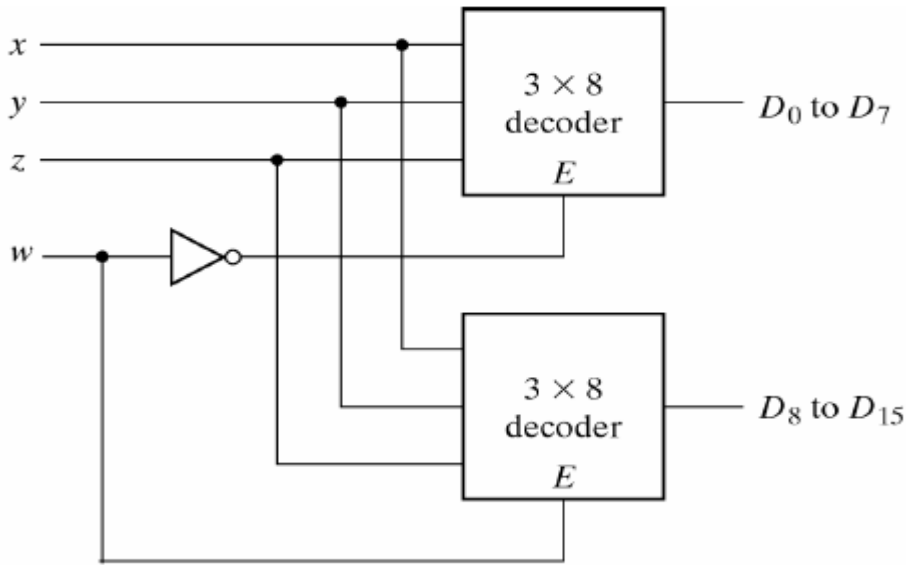 x
y
z
w
3 × 8
decoder
E
D₀ to D₇
3 × 8
decoder
E
D₈ to D₁₅